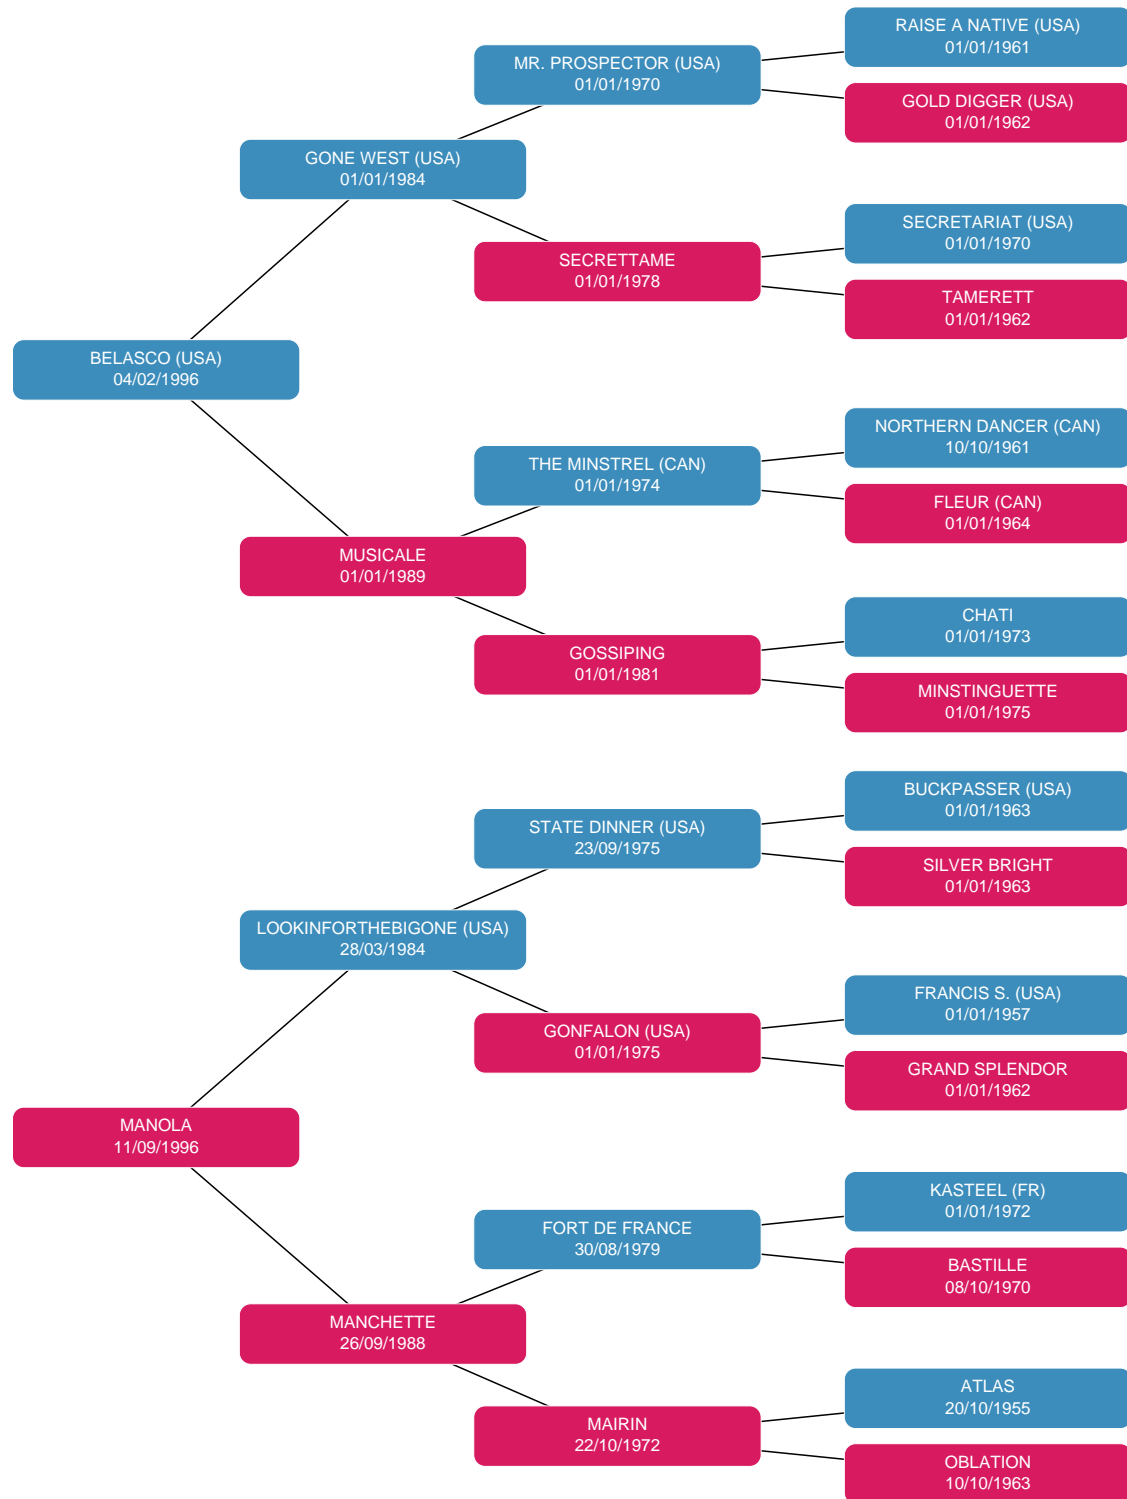 RAISE A NATIVE (USA)
01/01/1961
MR. PROSPECTOR (USA)
01/01/1970
GOLD DIGGER (USA)
01/01/1962
GONE WEST (USA)
01/01/1984
SECRETARIAT (USA)
01/01/1970
SECRETTAME
01/01/1978
TAMERETT
01/01/1962
BELASCO (USA)
04/02/1996
NORTHERN DANCER (CAN)
10/10/1961
THE MINSTREL (CAN)
01/01/1974
FLEUR (CAN)
01/01/1964
MUSICALE
01/01/1989
CHATI
01/01/1973
GOSSIPING
01/01/1981
MINSTINGUETTE
01/01/1975
BUCKPASSER (USA)
01/01/1963
STATE DINNER (USA)
23/09/1975
SILVER BRIGHT
01/01/1963
LOOKINFORTHEBIGONE (USA)
28/03/1984
FRANCIS S. (USA)
01/01/1957
GONFALON (USA)
01/01/1975
GRAND SPLENDOR
01/01/1962
MANOLA
11/09/1996
KASTEEL (FR)
01/01/1972
FORT DE FRANCE
30/08/1979
BASTILLE
08/10/1970
MANCHETTE
26/09/1988
ATLAS
20/10/1955
MAIRIN
22/10/1972
OBLATION
10/10/1963